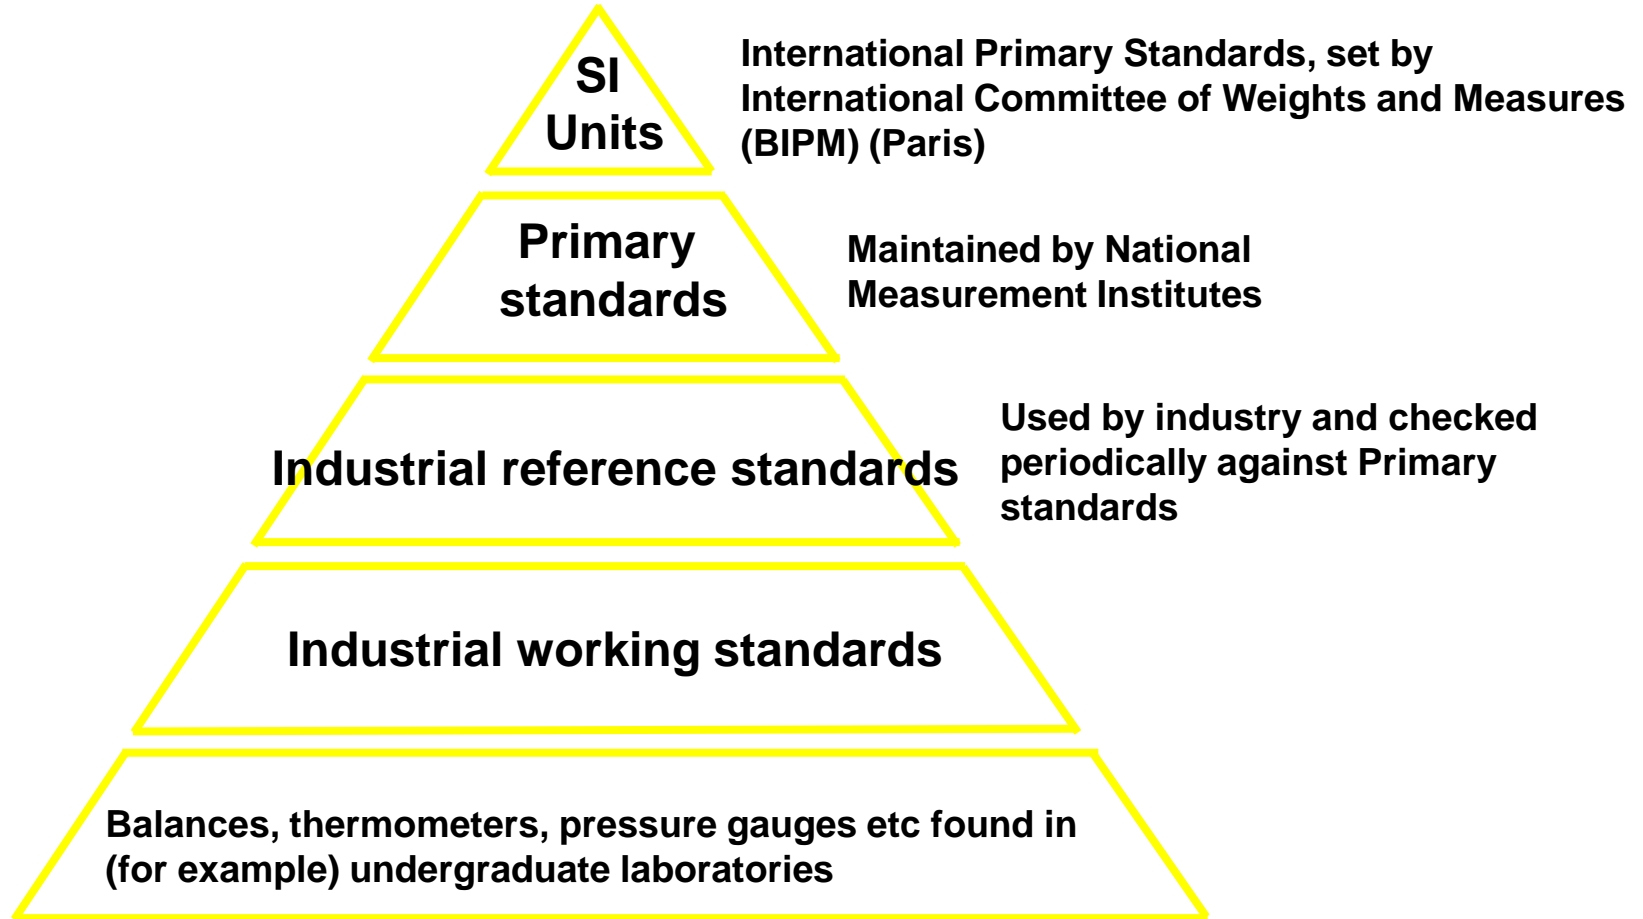 SI
Units
International Primary Standards, set by
International Committee of Weights and Measures
(BIPM) (Paris)
Primary
standards
Maintained by National
Measurement Institutes
Industrial reference standards
Used by industry and checked
periodically against Primary
standards
Industrial working standards
Balances, thermometers, pressure gauges etc found in
(for example) undergraduate laboratories